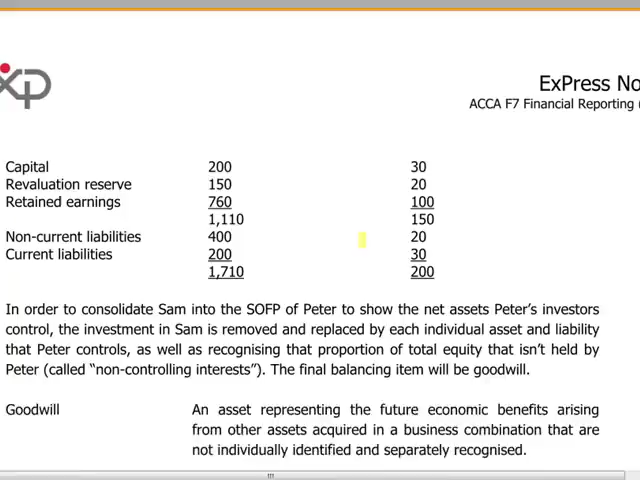 xp
ExPress No
ACCA F7 Financial Reporting (
Capital 200 30
Revaluation reserve 150 20
Retained earnings 760 100
1,110 150
Non-current liabilities 400 20
Current liabilities 200 30
1,710 200
In order to consolidate Sam into the SOFP of Peter to show the net assets Peter's investors
control, the investment in Sam is removed and replaced by each individual asset and liability
that Peter controls, as well as recognising that proportion of total equity that isn't held by
Peter (called "non-controlling interests"). The final balancing item will be goodwill.
Goodwill An asset representing the future economic benefits arising
from other assets acquired in a business combination that are
not individually identified and separately recognised.